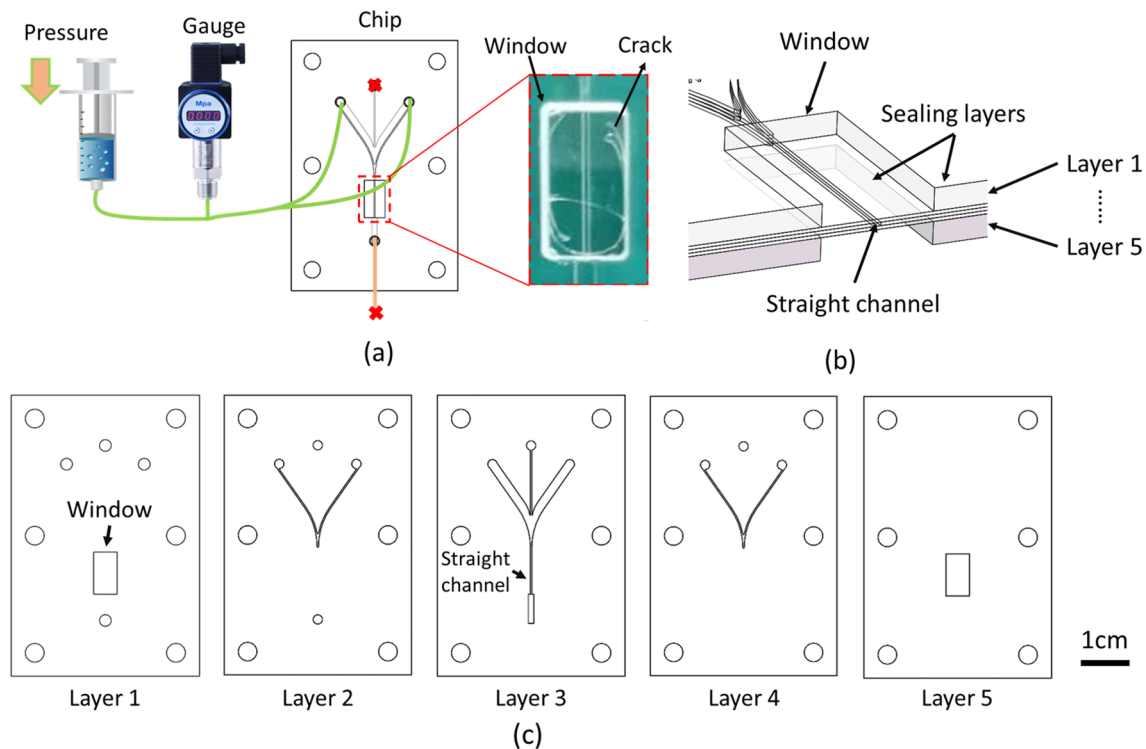 Pressure
Gauge
Mpa
Chip
Window
Crack
Window
Sealing layers
Layer 1
Layer 5
Straight channel
(a)
(b)
Window
Straight
channel
1cm
Layer 1
Layer 2
Layer 3
Layer 4
Layer 5
(c)